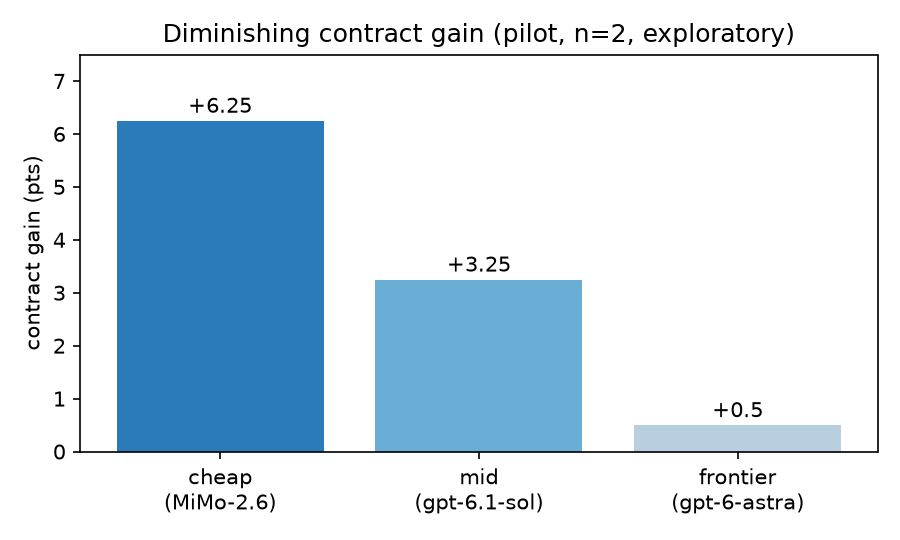 Diminishing contract gain (pilot, n=2, exploratory)
contract gain (pts)
7
6
5
4
3
2
1
0
+6.25
+3.25
+0.5
cheap
(MiMo-2.6)
mid
(gpt-6.1-sol)
frontier
(gpt-6-astra)